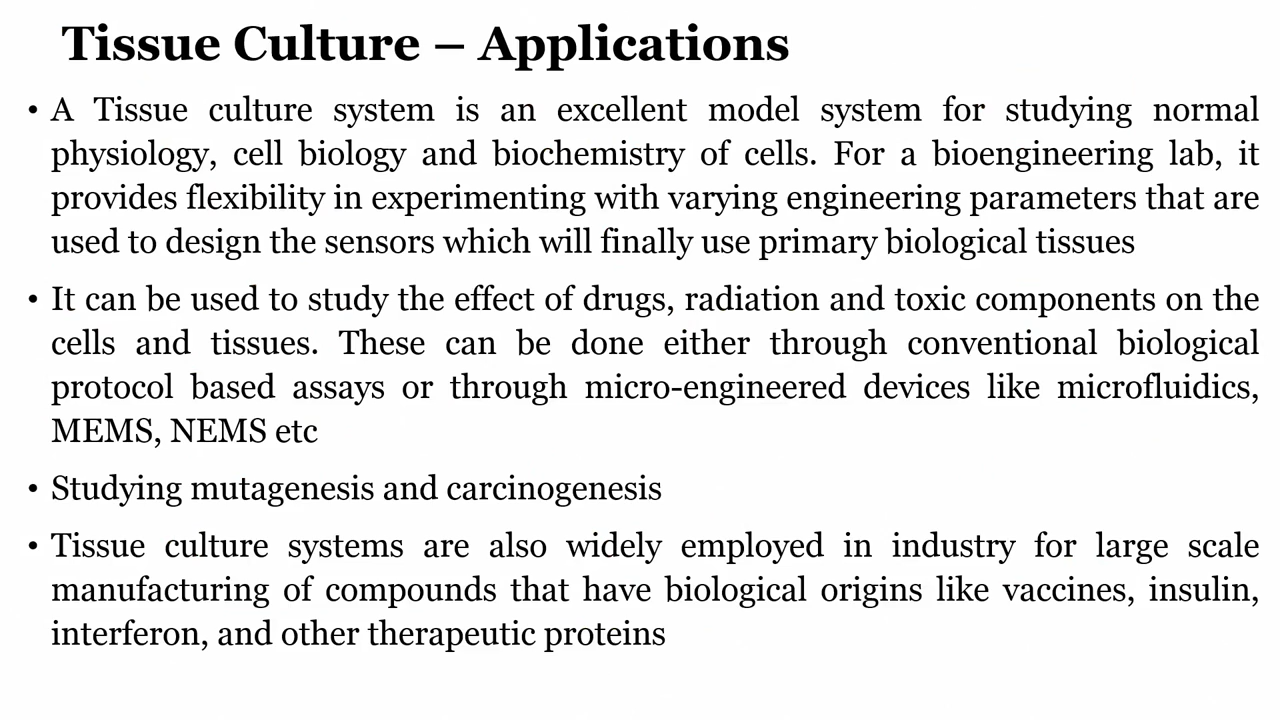 Tissue Culture – Applications
• A Tissue culture system is an excellent model system for studying normal
physiology, cell biology and biochemistry of cells. For a bioengineering lab, it
provides flexibility in experimenting with varying engineering parameters that are
used to design the sensors which will finally use primary biological tissues
• It can be used to study the effect of drugs, radiation and toxic components on the
cells and tissues. These can be done either through conventional biological
protocol based assays or through micro-engineered devices like microfluidics,
MEMS, NEMS etc
• Studying mutagenesis and carcinogenesis
• Tissue culture systems are also widely employed in industry for large scale
manufacturing of compounds that have biological origins like vaccines, insulin,
interferon, and other therapeutic proteins